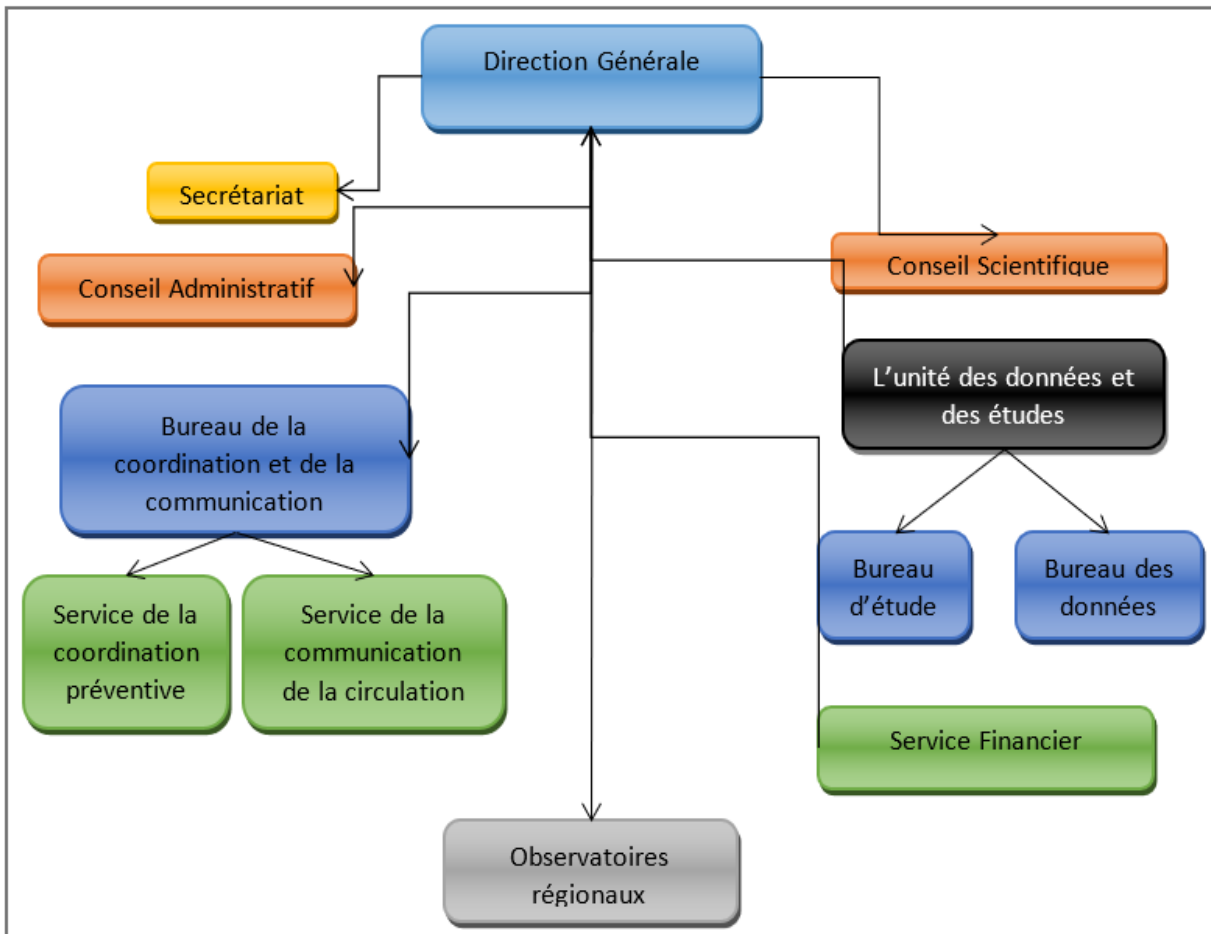 Direction Générale
Secrétariat
Conseil Administratif
Conseil Scientifique
L'unité des données et
des études
Bureau de la
coordination et de la
communication
Bureau
d'étude
Bureau des
données
Service de la
coordination
préventive
Service de la
communication
de la circulation
Service Financier
Observatoires
régionaux